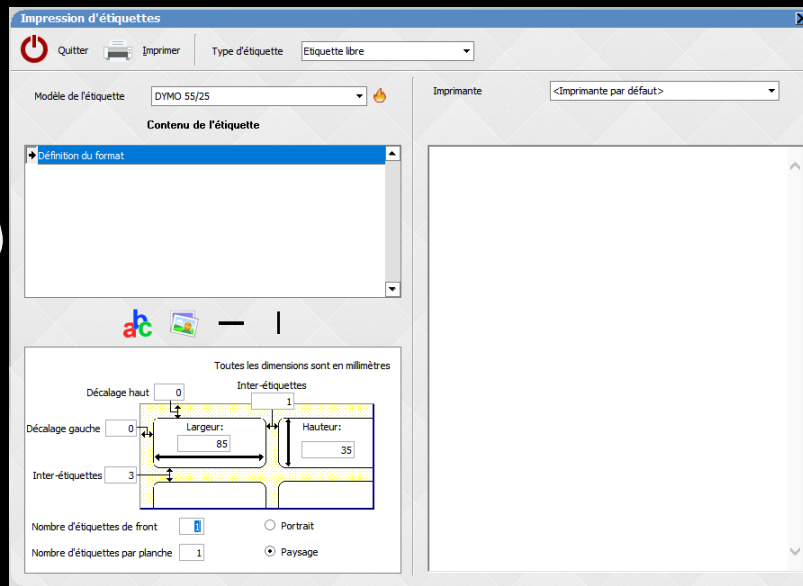 Impression d'étiquettes
Quitter Imprimer Type d'étiquette Etiquette libre
Modèle de l'étiquette DYMO 55/25 Imprimante <Imprimante par défaut>
Contenu de l'étiquette
Définition du format
abc
Toutes les dimensions sont en millimètres
Décalage haut 0 Inter-étiquettes
1
Décalage gauche 0 Largeur: Hauteur:
85 35
Inter-étiquettes 3
Nombre d'étiquettes de front 1 Portrait
Nombre d'étiquettes par planche 1 Paysage